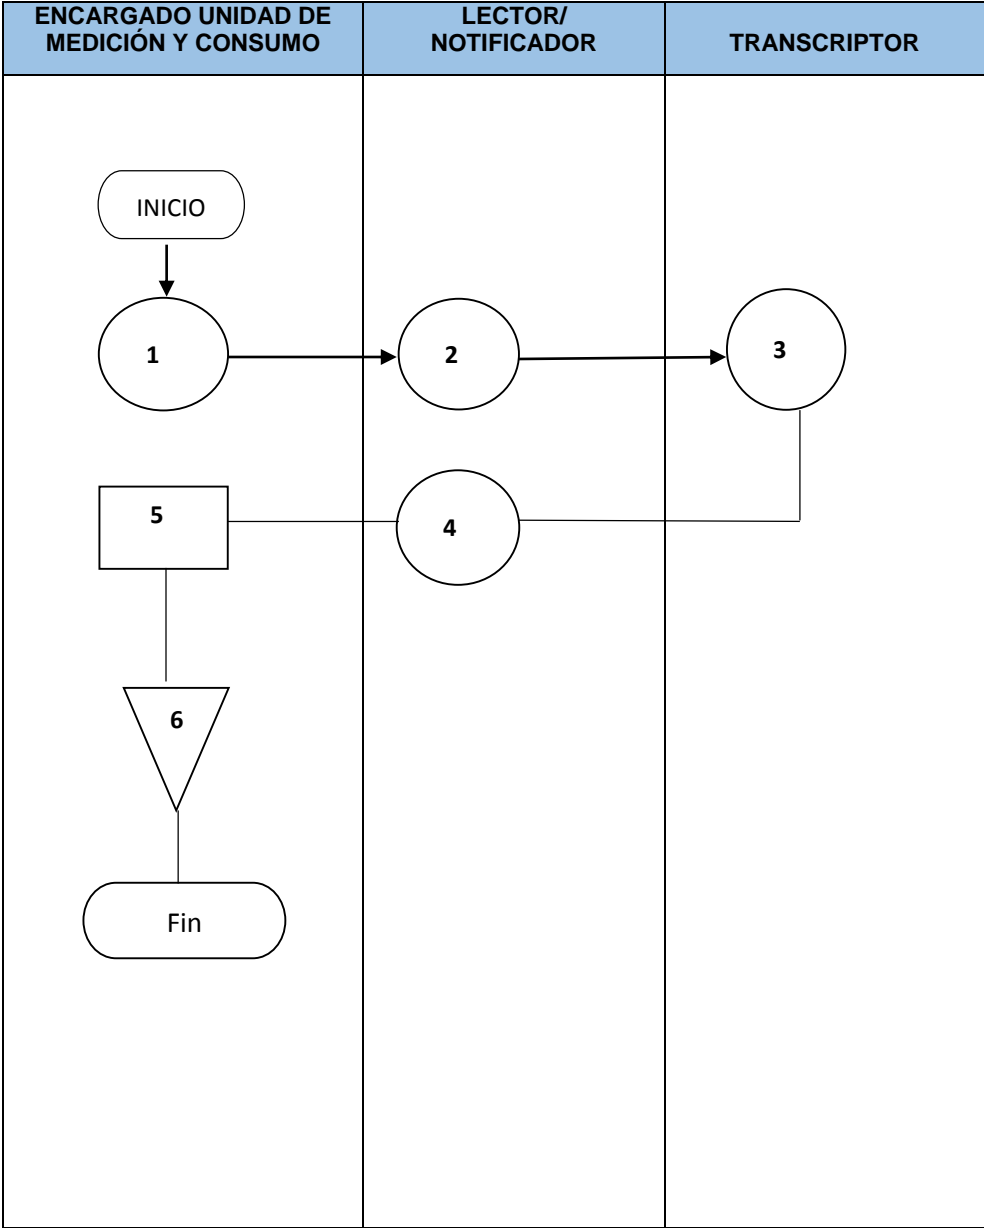 ENCARGADO UNIDAD DE
MEDICIÓN Y CONSUMO
LECTOR/
NOTIFICADOR
TRANSCRIPTOR
INICIO
1
2
3
5
4
6
Fin